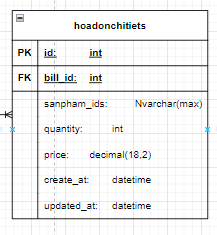 hoadonchitiets
PK id: int
FK bill_id: int
sanpham_ids: Nvarchar(max)
quantity: int
price: decimal(18,2)
create_at: datetime
updated_at: datetime